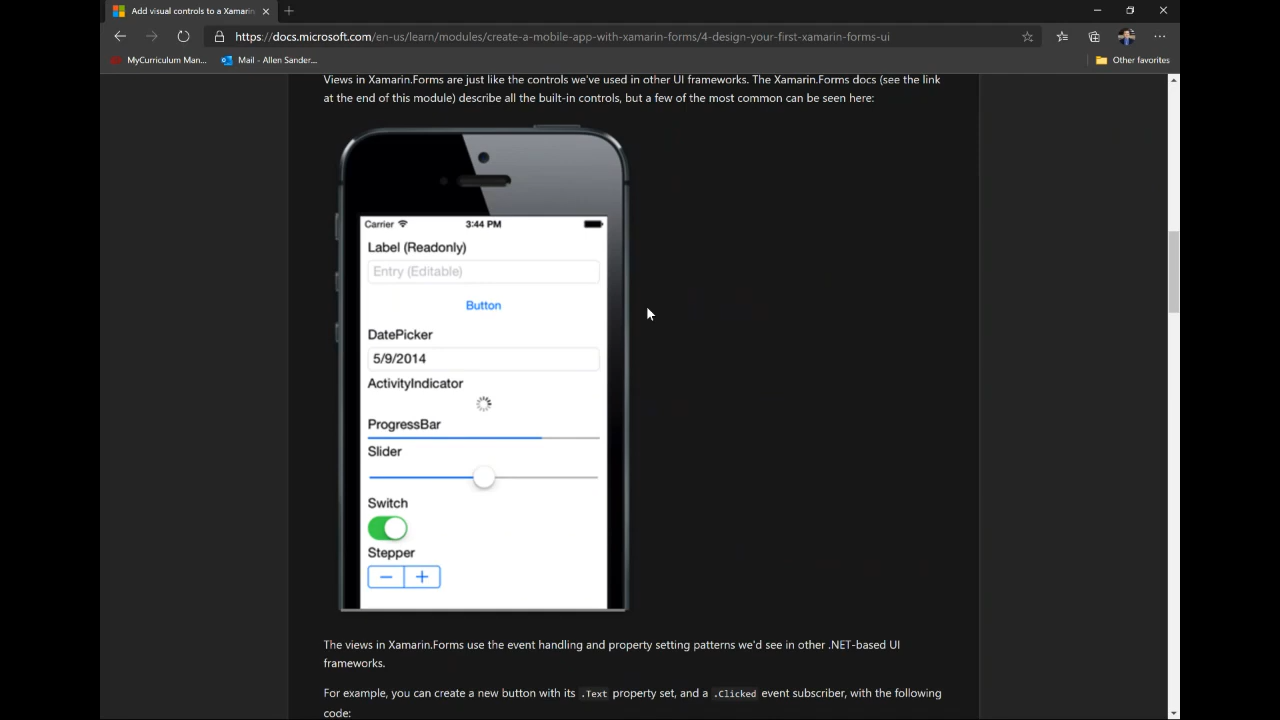 Add visual controls to a Xamarin
https://docs.microsoft.com/en-us/learn/modules/create-a-mobile-app-with-xamarin-forms/4-design-your-first-xamarin-forms-ui
MyCurriculum Man... Mail - Allen Sander... Other favorites
Views in Xamarin.Forms are just like the controls we've used in other UI frameworks. The Xamarin.Forms docs (see the link
at the end of this module) describe all the built-in controls, but a few of the most common can be seen here:
Carrier 3:44 PM
Label (Readonly)
Entry (Editable)
Button
DatePicker
5/9/2014
ActivityIndicator
ProgressBar
Slider
Switch
Stepper
− +
The views in Xamarin.Forms use the event handling and property setting patterns we'd see in other .NET-based UI
frameworks.
For example, you can create a new button with its .Text property set, and a .Clicked event subscriber, with the following
code: